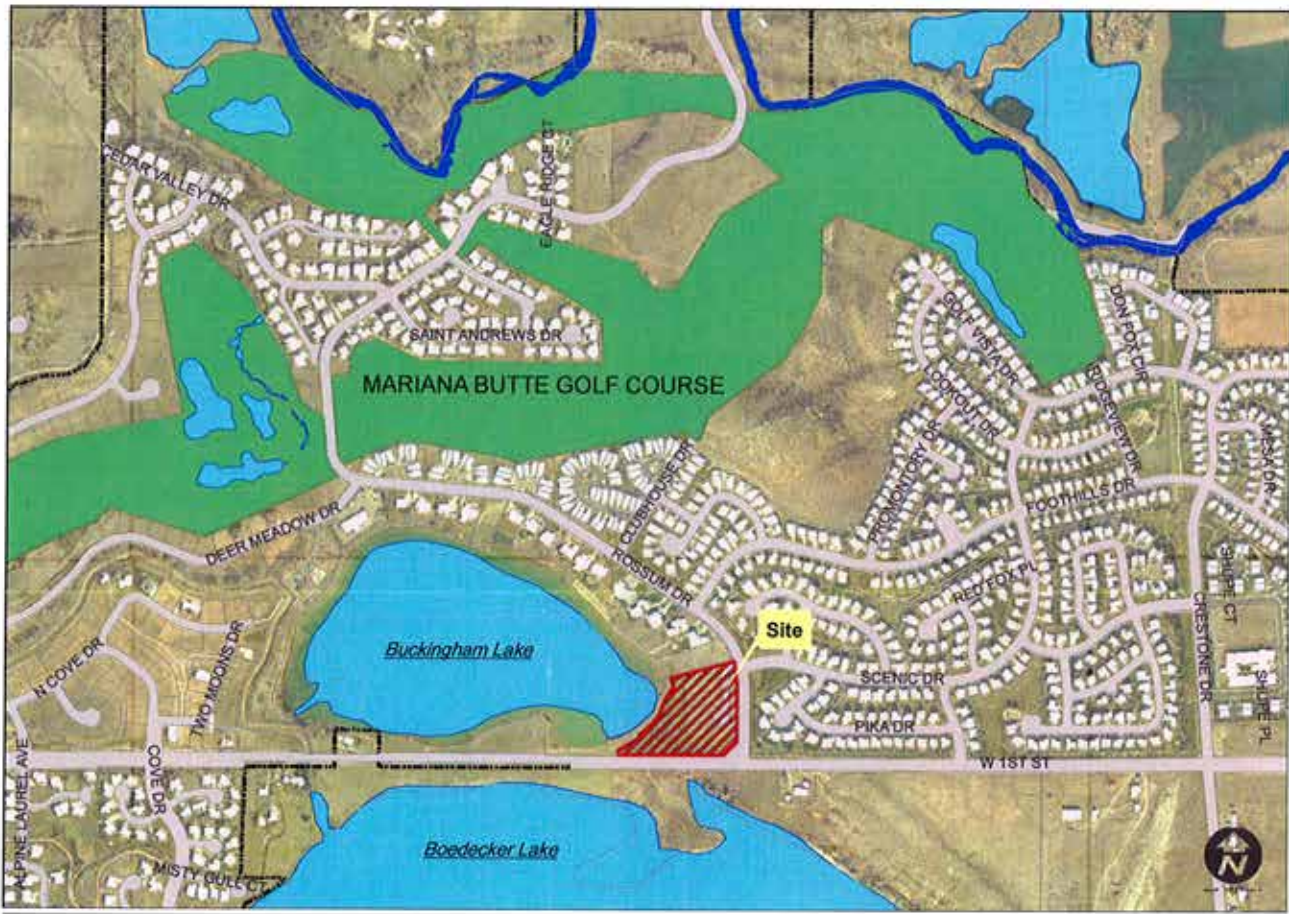 CEDAR VALLEY DR
EAGLE RIDGE CT
SAINT ANDREWS DR
MARIANA BUTTE GOLF COURSE
GOLF VISTA DR
DON FOX CIR
LOOKOUT DR
RIDGEVIEW DR
PROMONTORY DR
MESA DR
CLUBHOUSE DR
FOOTHILLS DR
DEER MEADOW DR
ROSSUM DR
RED FOX PL
SHUPE CT
CRESTONE DR
Site
Buckingham Lake
N COVE DR
TWO MOONS DR
SCENIC DR
SHUPE PL
PIKA DR
W 1ST ST
ALPINE LAUREL AVE
COVE DR
MISTY GULL CT
Boedecker Lake
N